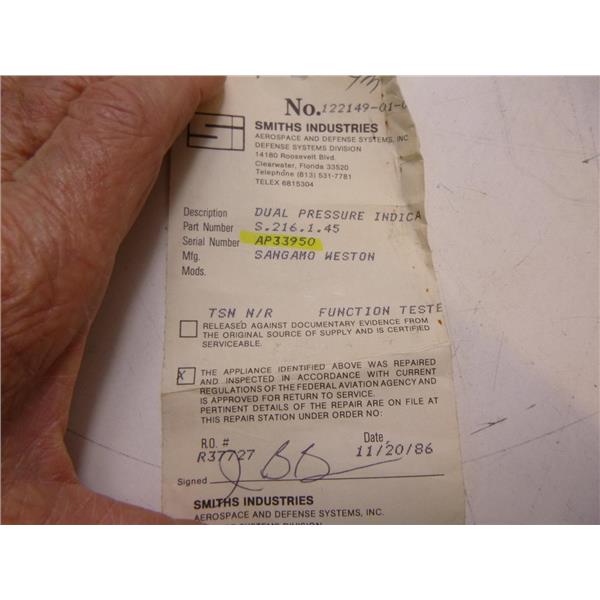 No. 122149-01-
SMITHS INDUSTRIES
AEROSPACE AND DEFENSE SYSTEMS, INC
DEFENSE SYSTEMS DIVISION
14180 Roosevelt Blvd.
Clearwater, Florida 33520
Telephone (813) 531-7781
TELEX 6815304
Description DUAL PRESSURE INDICA
Part Number S.216.1.45
Serial Number AP33950
Mfg. SANGAMO WESTON
Mods.
TSN N/R FUNCTION TESTE
RELEASED AGAINST DOCUMENTARY EVIDENCE FROM
THE ORIGINAL SOURCE OF SUPPLY AND IS CERTIFIED
SERVICEABLE.
X THE APPLIANCE IDENTIFIED ABOVE WAS REPAIRED
AND INSPECTED IN ACCORDANCE WITH CURRENT
REGULATIONS OF THE FEDERAL AVIATION AGENCY AND
IS APPROVED FOR RETURN TO SERVICE.
PERTINENT DETAILS OF THE REPAIR ARE ON FILE AT
THIS REPAIR STATION UNDER ORDER NO:
R.O. # Date
R37727 11/20/86
Signed
SMITHS INDUSTRIES
AEROSPACE AND DEFENSE SYSTEMS, INC.
SYSTEMS DIVISION